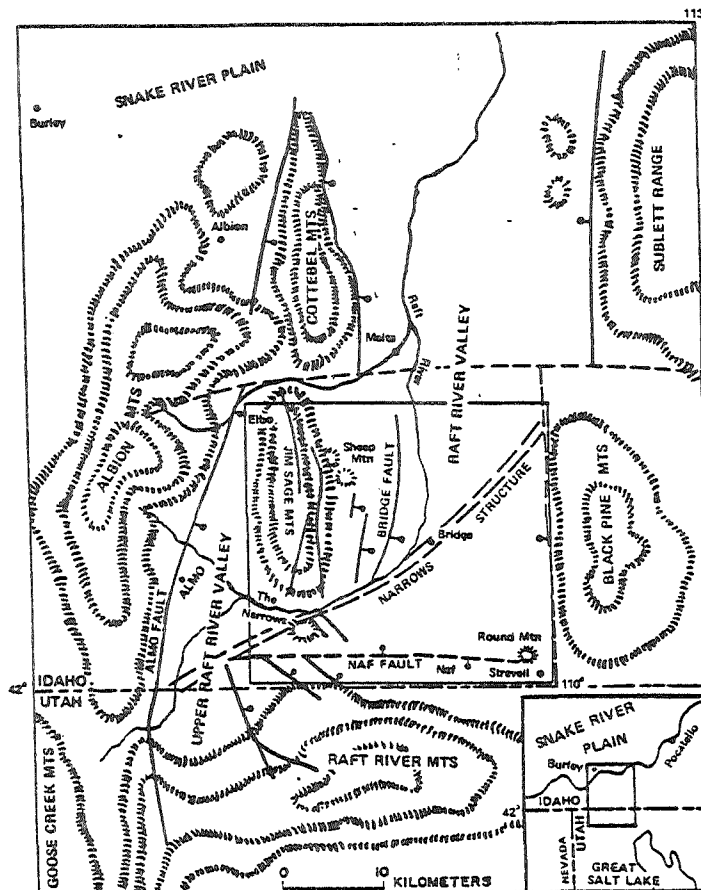 113
SNAKE RIVER PLAIN
Burley
Albion
COTTEBEL MTS
SUBLETT RANGE
Malta
Raft
River
RAFT RIVER VALLEY
MTS
ALBION
Elba
JIM SAGE MTS
Sheep
Mtn
BRIDGE FAULT
STRUCTURE
Bridge
NARROWS
BLACK PINE
MTS
ALMO
ALMO FAULT
The
Narrows
UPPER RAFT RIVER VALLEY
Round Mtn
NAF FAULT
Naf
Strevell
42°
IDAHO
UTAH
110°
RAFT RIVER MTS
GOOSE CREEK MTS
0
10
KILOMETERS
SNAKE RIVER
PLAIN
Burley
Pocatello
IDAHO
42°
UTAH
NEVADA
GREAT
SALT LAKE